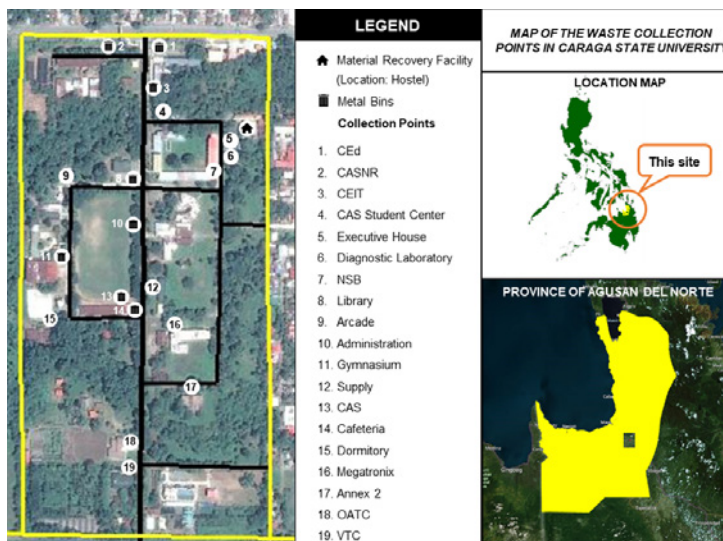 2
1
3
4
5
6
7
9
8
10
11
12
13
14
15
16
17
18
19
LEGEND
Material Recovery Facility
(Location: Hostel)
Metal Bins
Collection Points
1. CEd
2. CASNR
3. CEIT
4. CAS Student Center
5. Executive House
6. Diagnostic Laboratory
7. NSB
8. Library
9. Arcade
10. Administration
11. Gymnasium
12. Supply
13. CAS
14. Cafeteria
15. Dormitory
16. Megatronix
17. Annex 2
18. OATC
19. VTC
MAP OF THE WASTE COLLECTION
POINTS IN CARAGA STATE UNIVERSITY
LOCATION MAP
This site
PROVINCE OF AGUSAN DEL NORTE